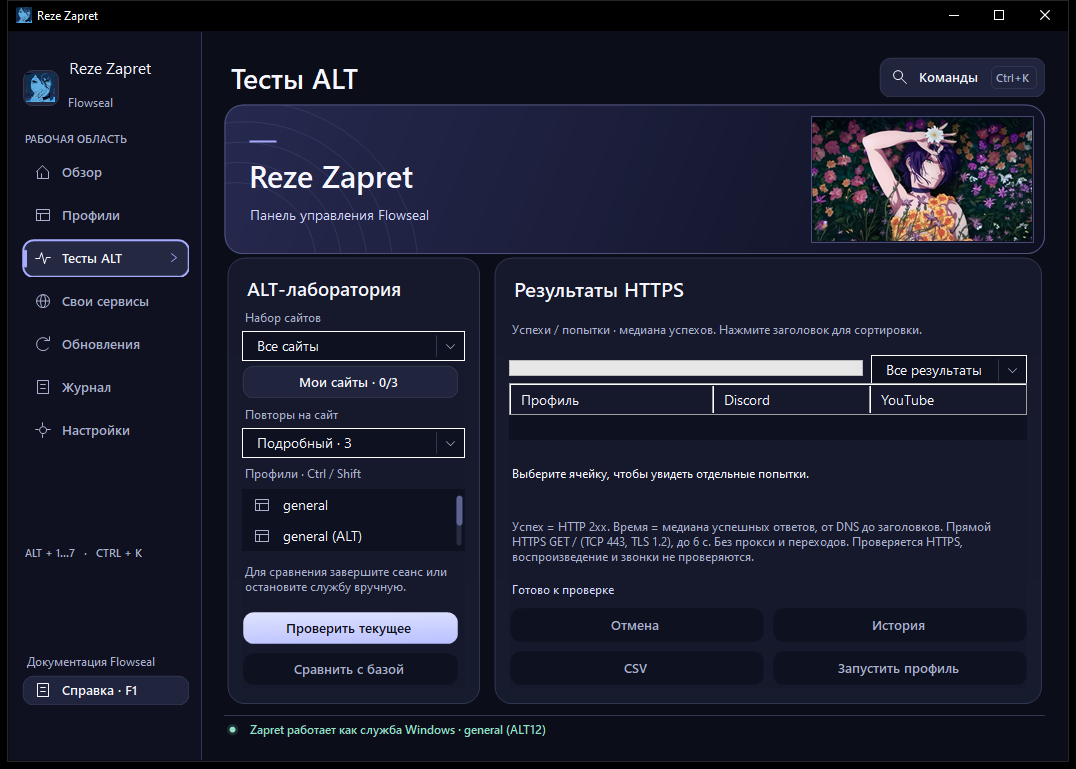 Reze Zapret
Reze Zapret
Flowseal
РАБОЧАЯ ОБЛАСТЬ
Обзор
Профили
Тесты ALT
Свои сервисы
Обновления
Журнал
Настройки
ALT + 1...7 · CTRL + K
Документация Flowseal
Справка · F1
Тесты ALT
Команды
Ctrl+K
Reze Zapret
Панель управления Flowseal
ALT-лаборатория
Набор сайтов
Все сайты
Мои сайты · 0/3
Повторы на сайт
Подробный · 3
Профили · Ctrl / Shift
general
general (ALT)
Для сравнения завершите сеанс или
остановите службу вручную.
Проверить текущее
Сравнить с базой
Результаты HTTPS
Успехи / попытки · медиана успехов. Нажмите заголовок для сортировки.
Все результаты
Профиль
Discord
YouTube
Выберите ячейку, чтобы увидеть отдельные попытки.
Успех = HTTP 2xx. Время = медиана успешных ответов, от DNS до заголовков. Прямой
HTTPS GET / (TCP 443, TLS 1.2), до 6 с. Без прокси и переходов. Проверяется HTTPS,
воспроизведение и звонки не проверяются.
Готово к проверке
Отмена
История
CSV
Запустить профиль
Zapret работает как служба Windows · general (ALT12)